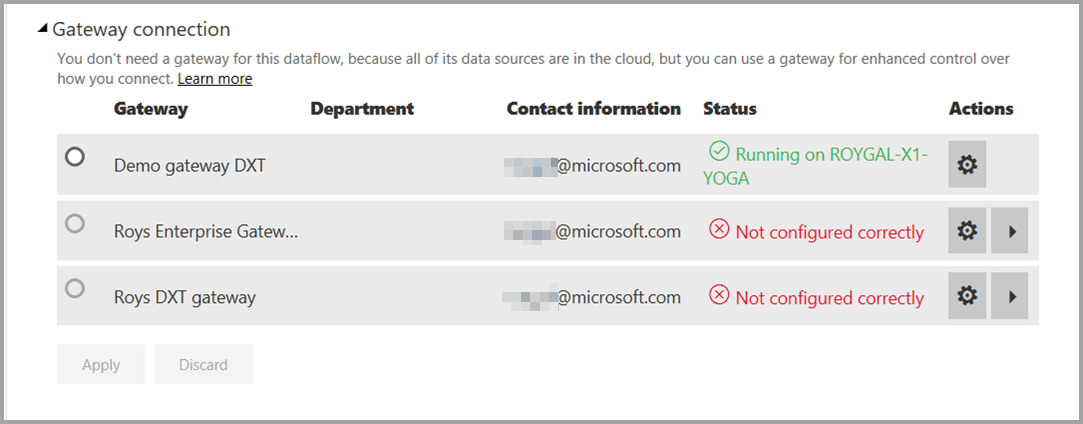 Gateway connection
You don't need a gateway for this dataflow, because all of its data sources are in the cloud, but you can use a gateway for enhanced control over
how you connect. Learn more
Gateway Department Contact information Status Actions
Demo gateway DXT @microsoft.com Running on ROYGAL-X1-
YOGA
Roys Enterprise Gatew... @microsoft.com Not configured correctly
Roys DXT gateway @microsoft.com Not configured correctly
Apply Discard